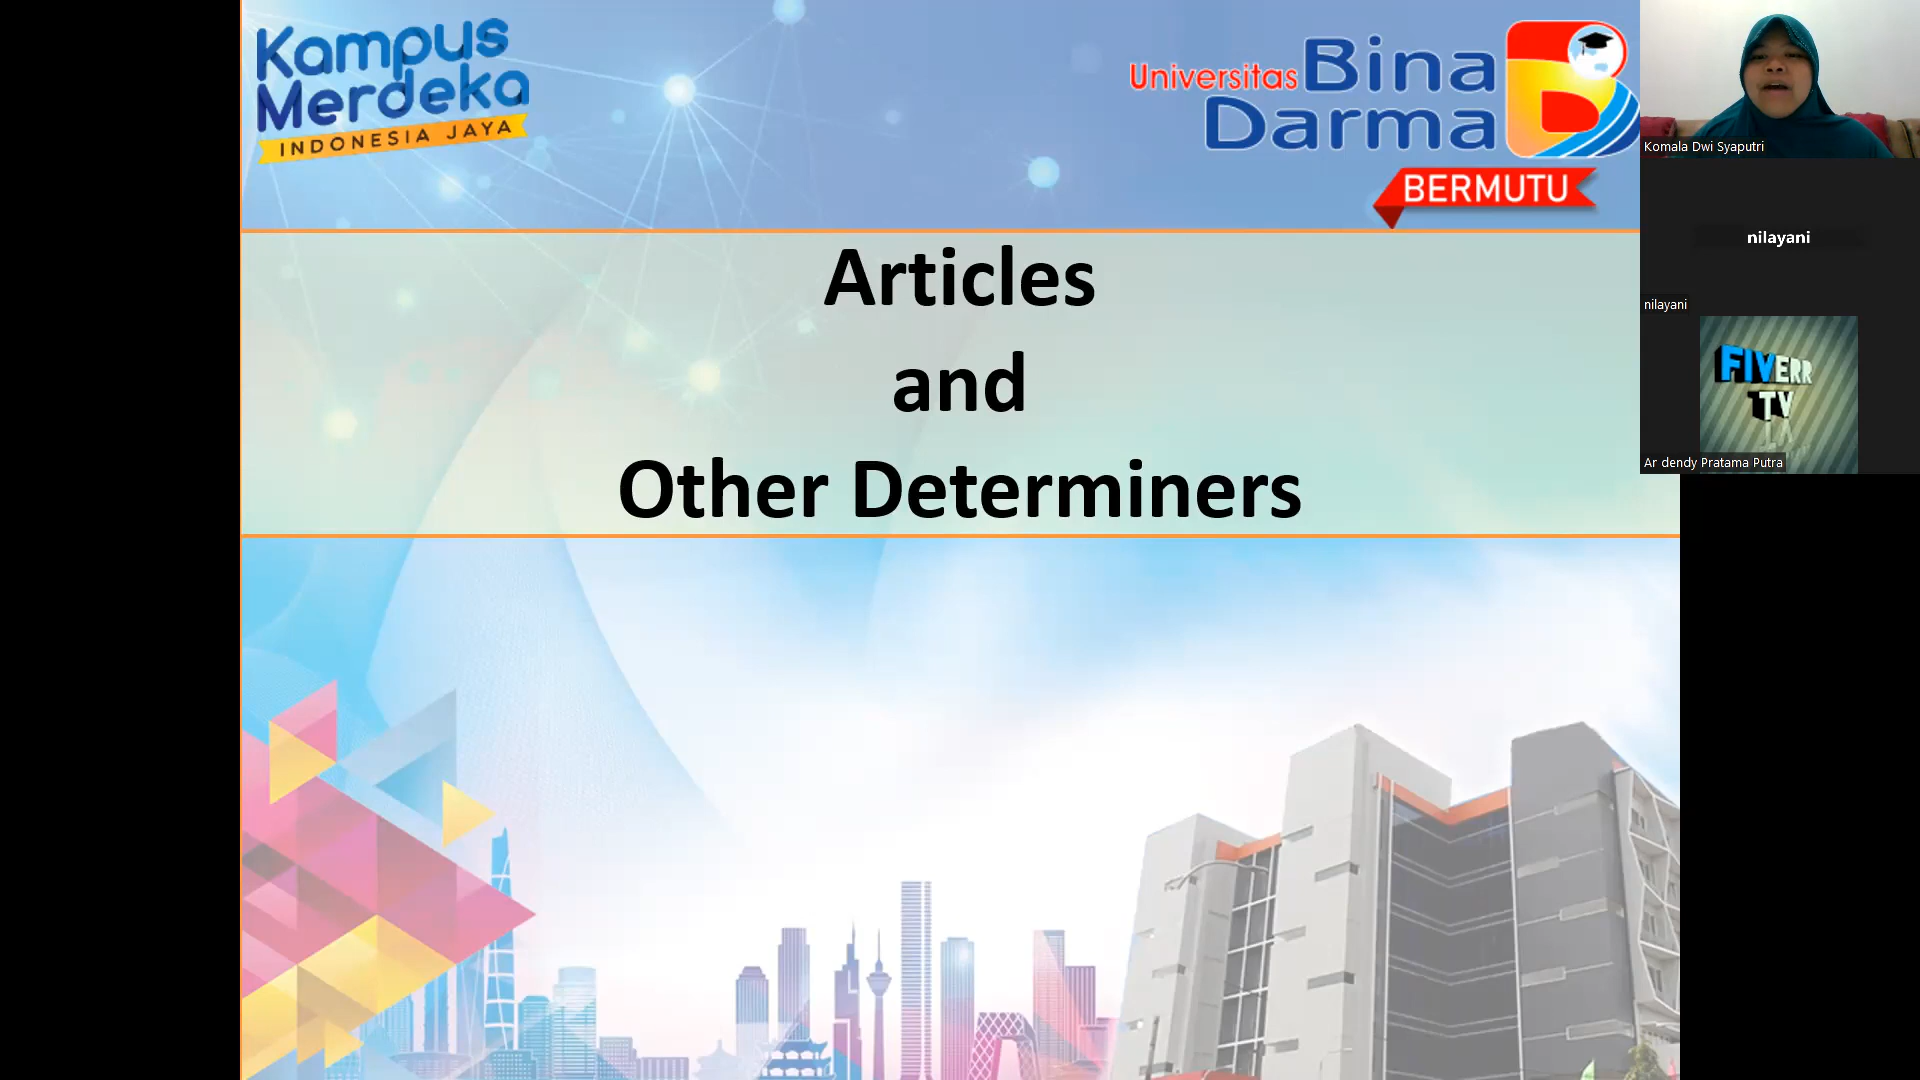 Kampus
Merdeka
INDONESIA JAYA
Universitas Bina
Darma
BERMUTU
Articles
and
Other Determiners
Komala Dwi Syaputri
nilayani
nilayani
FIVERR
TV
Ar dendy Pratama Putra